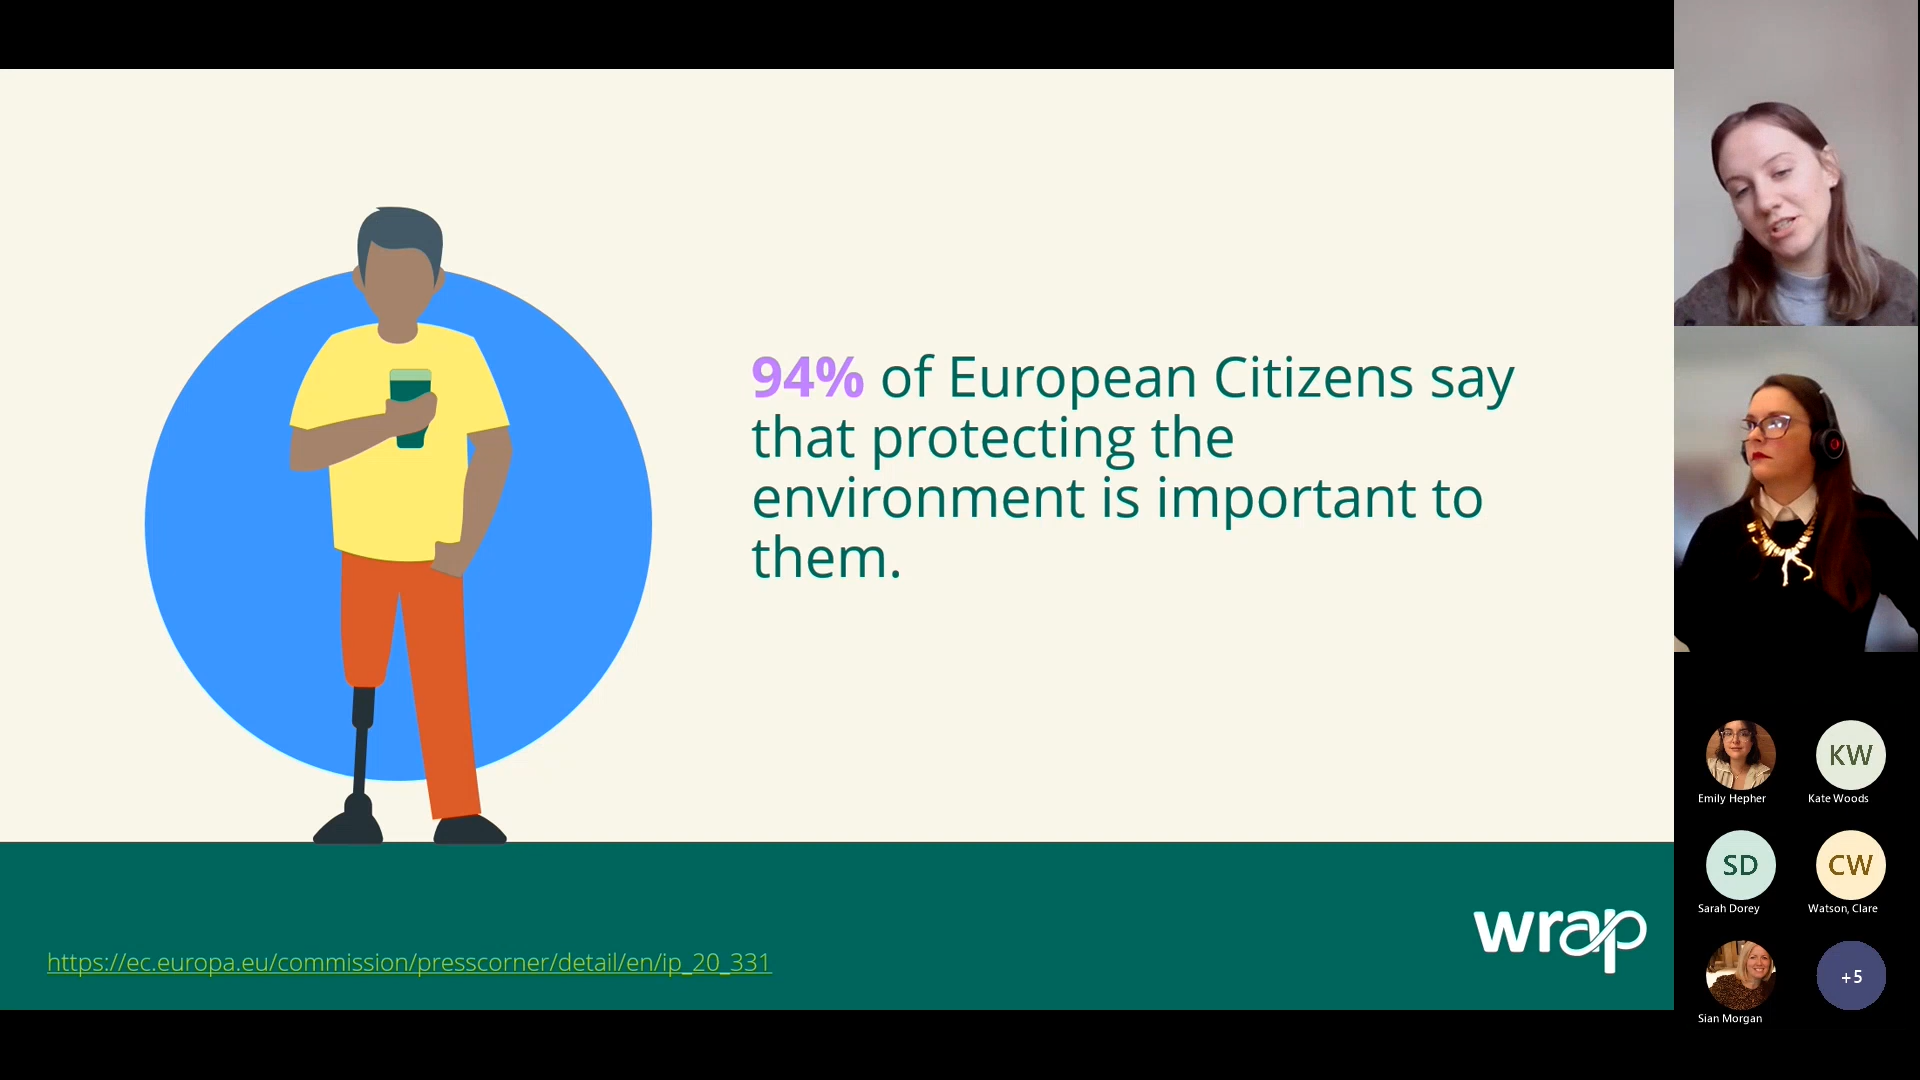 94% of European Citizens say
that protecting the
environment is important to
them.
https://ec.europa.eu/commission/presscorner/detail/en/ip_20_331
wrap
KW
Emily Hepher
Kate Woods
SD
CW
Sarah Dorey
Watson, Clare
+5
Sian Morgan